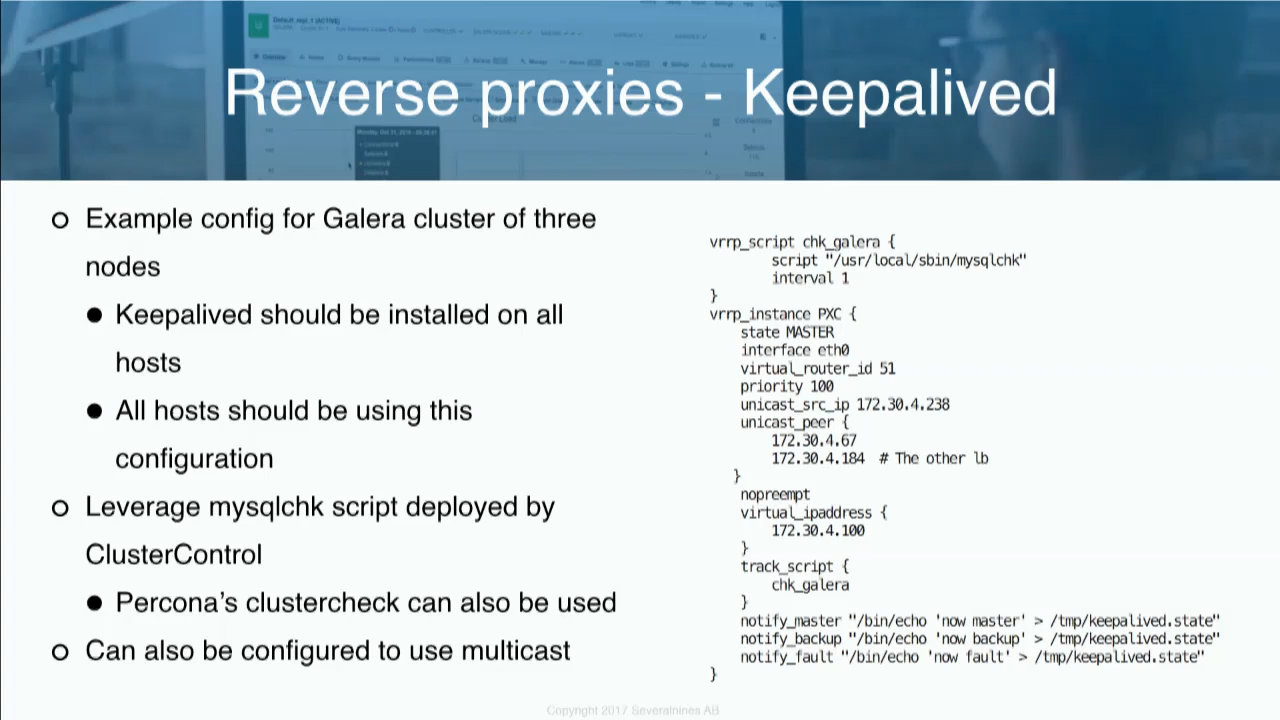 Reverse proxies - Keepalived
Example config for Galera cluster of three
nodes
Keepalived should be installed on all
hosts
All hosts should be using this
configuration
Leverage mysqlchk script deployed by
ClusterControl
Percona’s clustercheck can also be used
Can also be configured to use multicast
vrrp_script chk_galera {
script "/usr/local/sbin/mysqlchk"
interval 1
}
vrrp_instance PXC {
state MASTER
interface eth0
virtual_router_id 51
priority 100
unicast_src_ip 172.30.4.238
unicast_peer {
172.30.4.67
172.30.4.184 # The other lb
}
nopreempt
virtual_ipaddress {
172.30.4.100
}
track_script {
chk_galera
}
notify_master "/bin/echo 'now master' > /tmp/keepalived.state"
notify_backup "/bin/echo 'now backup' > /tmp/keepalived.state"
notify_fault "/bin/echo 'now fault' > /tmp/keepalived.state"
}
Copyright 2017 Severalnines AB